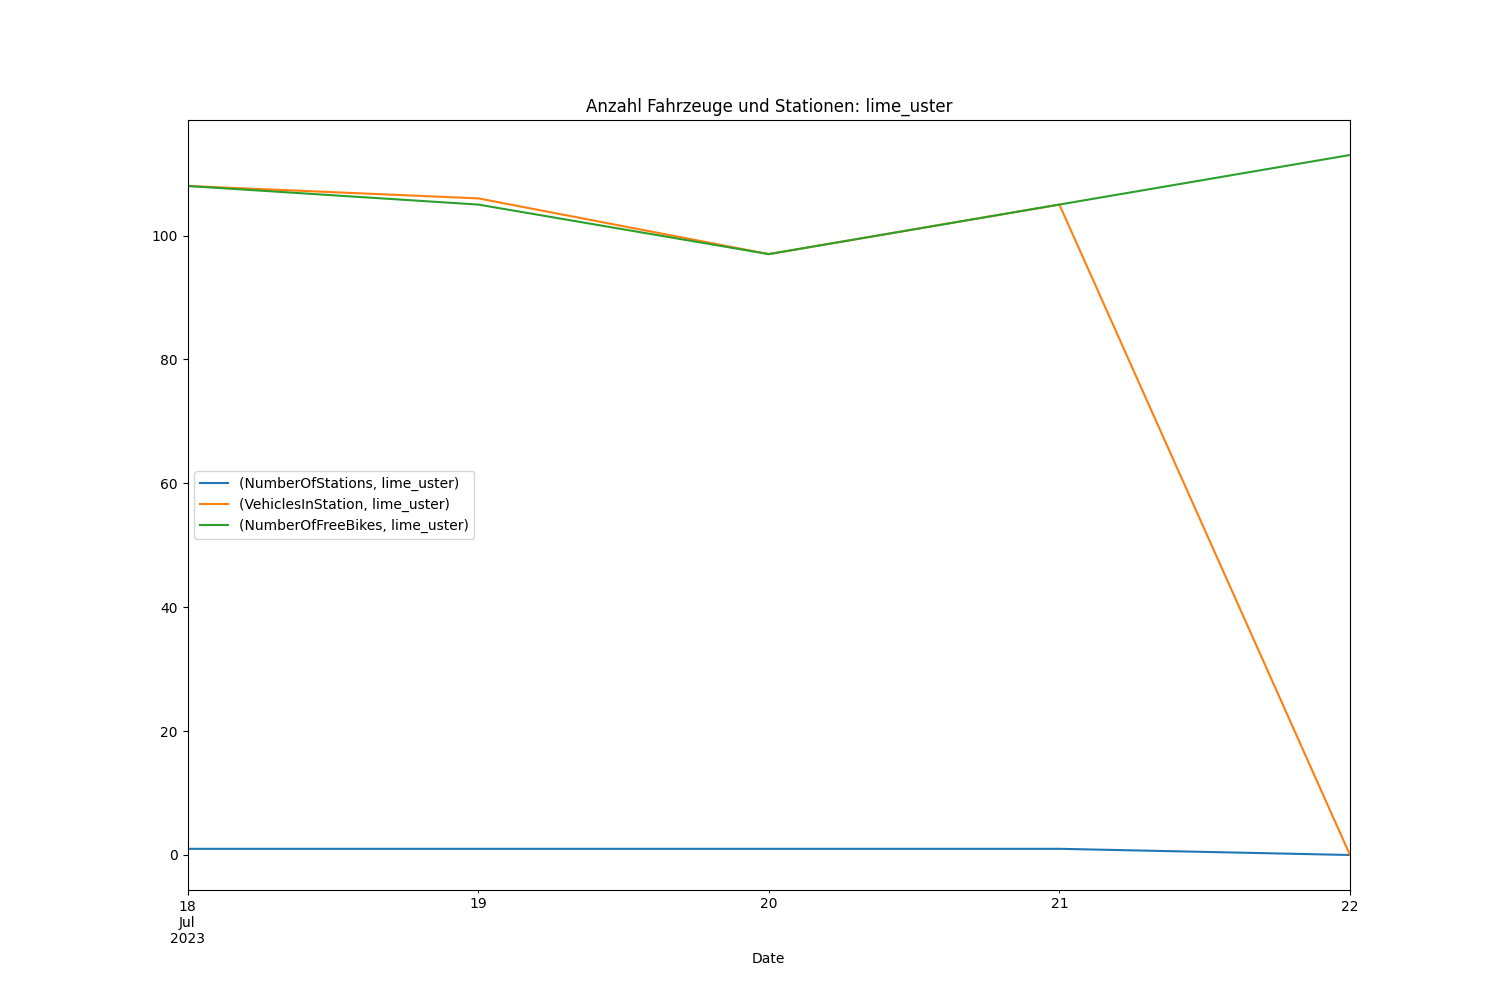 Anzahl Fahrzeuge und Stationen: lime_uster
100
80
60
40
20
0
(NumberOfStations, lime_uster)
(VehiclesInStation, lime_uster)
(NumberOfFreeBikes, lime_uster)
18 19 20 21 22
Jul
2023
Date